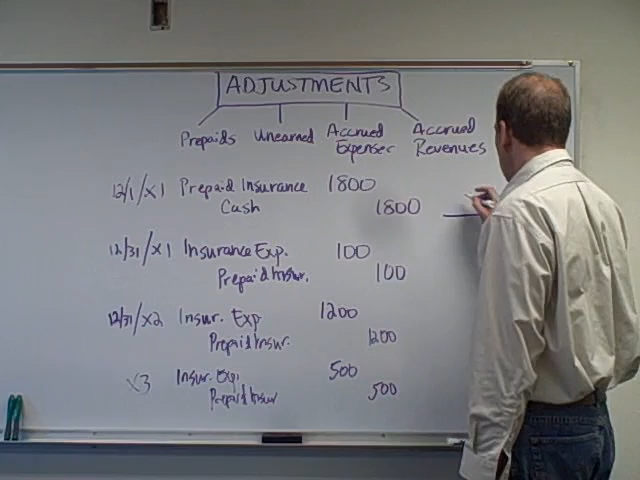 ADJUSTMENTS
Prepaids Unearned Accrued Expenses Accrued Revenues
12/1/X1 Prepaid Insurance 1800
Cash 1800
12/31/X1 Insurance Exp. 100
Prepaid Insur. 100
12/31/X2 Insur. Exp 1200
Prepaid Insur. 1200
X3 Insur. Exp. 500
Prepaid Insur 500